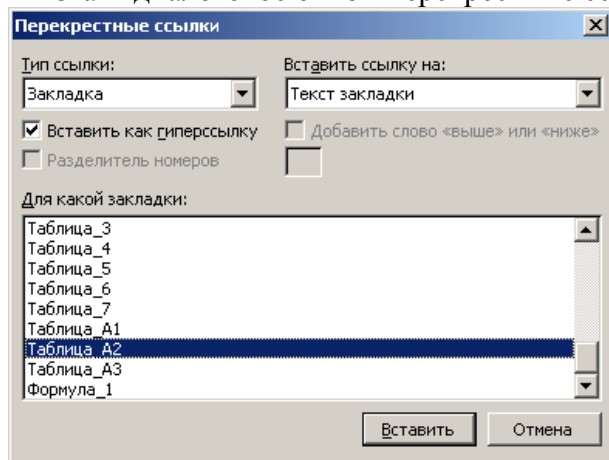 Перекрестные ссылки
Тип ссылки: Вставить ссылку на:
Закладка Текст закладки
Вставить как гиперссылку Добавить слово «выше» или «ниже»
Разделитель номеров
Для какой закладки:
Таблица_3
Таблица_4
Таблица_5
Таблица_6
Таблица_7
Таблица_А1
Таблица_А2
Таблица_А3
Формула_1
Вставить Отмена